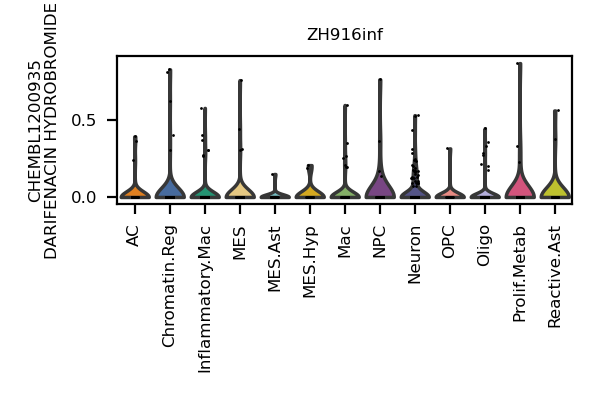 ZH916inf
CHEMBL1200935
DARIFENACIN HYDROBROMIDE
0.5
0.0
AC
Chromatin.Reg
Inflammatory.Mac
MES
MES.Ast
MES.Hyp
Mac
NPC
Neuron
OPC
Oligo
Prolif.Metab
Reactive.Ast